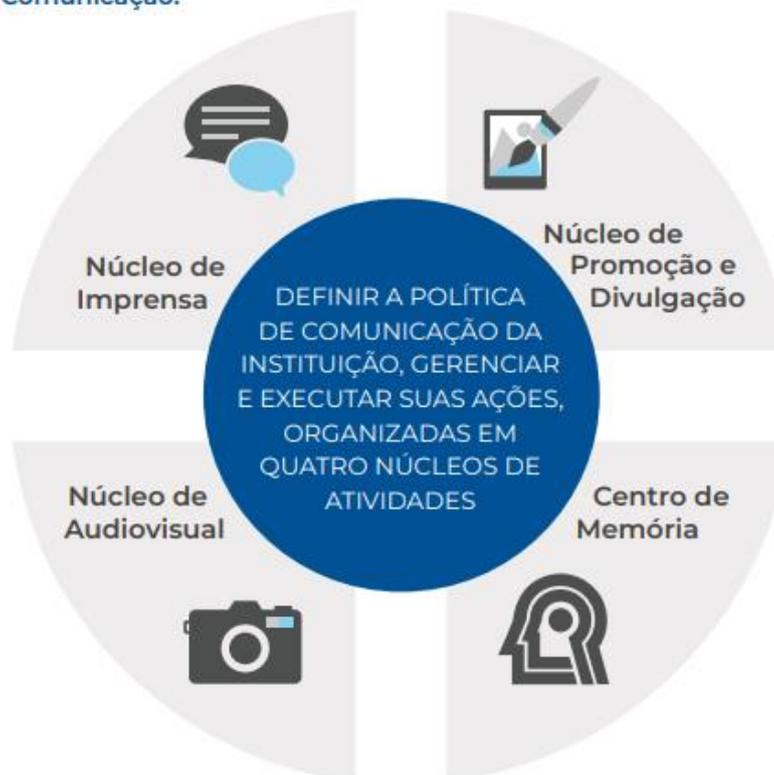 Comunicação.
Núcleo de
Imprensa
Núcleo de
Promoção e
Divulgação
DEFINIR A POLÍTICA
DE COMUNICAÇÃO DA
INSTITUIÇÃO, GERENCIAR
E EXECUTAR SUAS AÇÕES,
ORGANIZADAS EM
QUATRO NÚCLEOS DE
ATIVIDADES
Núcleo de
Audiovisual
Centro de
Memória